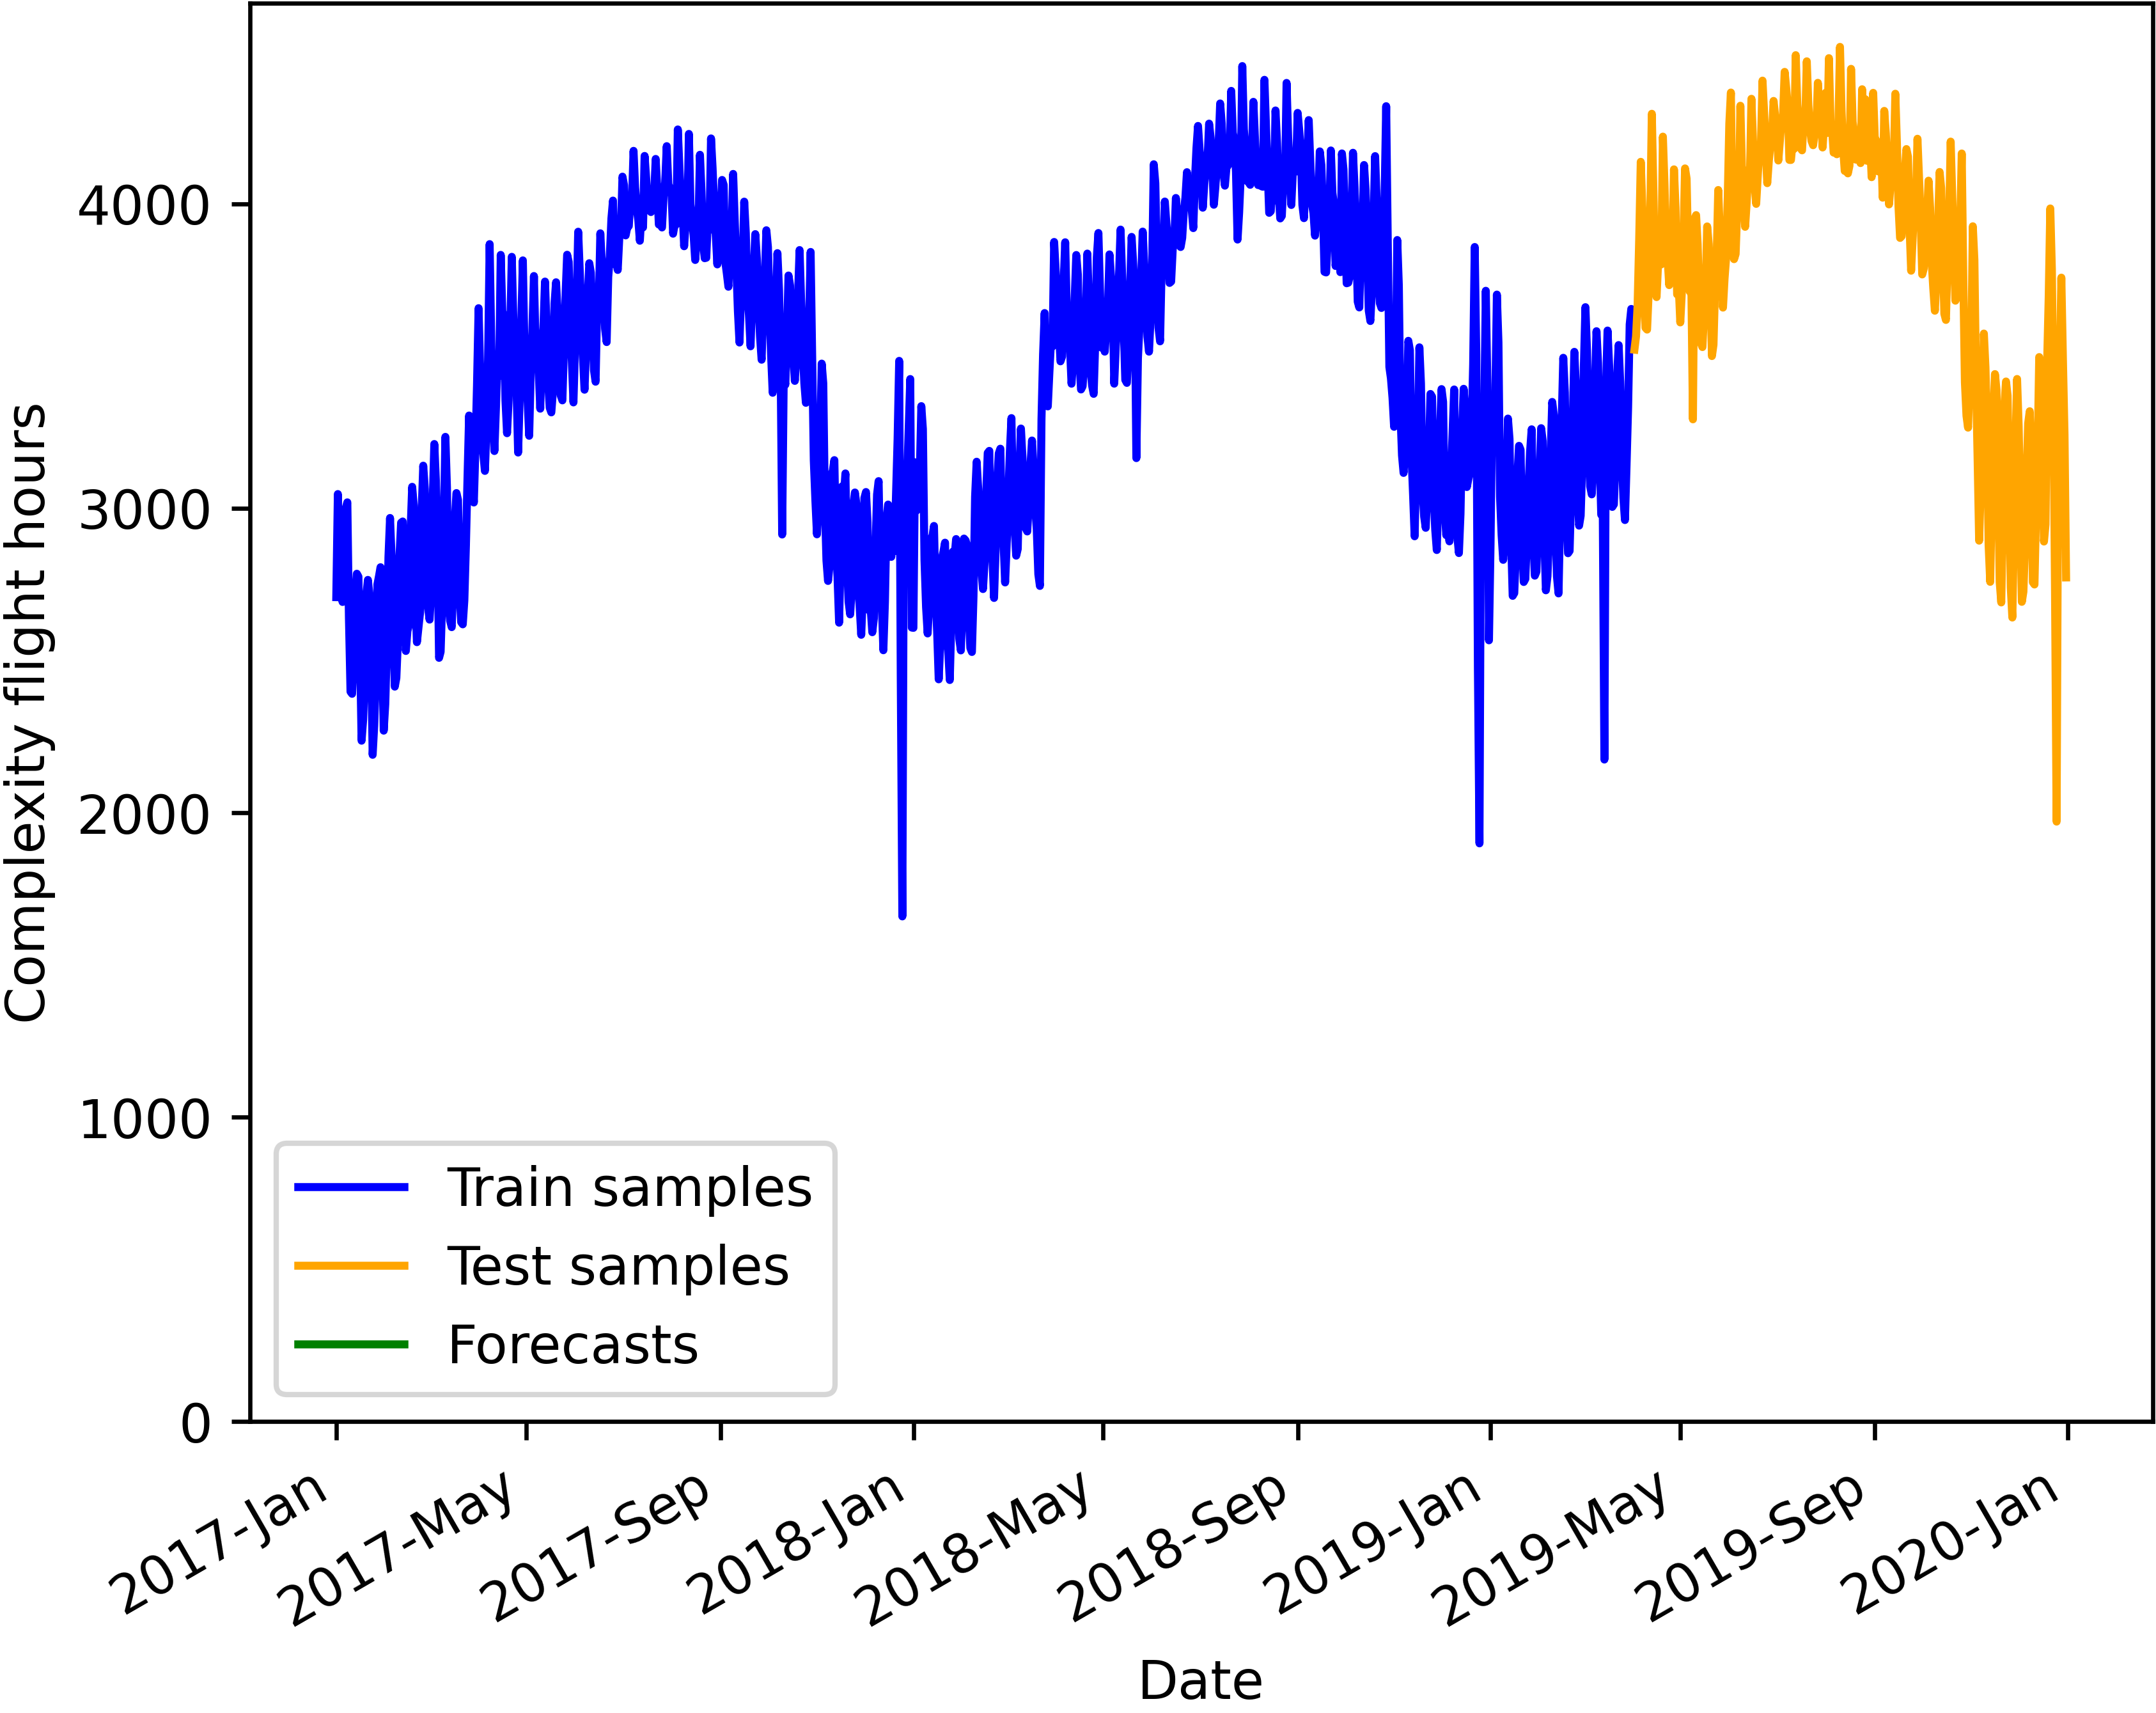 Complexity flight hours
4000
3000
2000
1000
0
Train samples
Test samples
Forecasts
2017-Jan
2017-May
2017-Sep
2018-Jan
2018-May
2018-Sep
2019-Jan
2019-May
2019-Sep
2020-Jan
Date